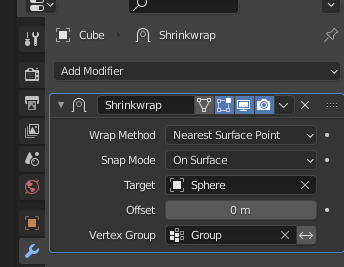 Cube Shrinkwrap
Add Modifier
Shrinkwrap
Wrap Method Nearest Surface Point
Snap Mode On Surface
Target Sphere
Offset 0 m
Vertex Group Group